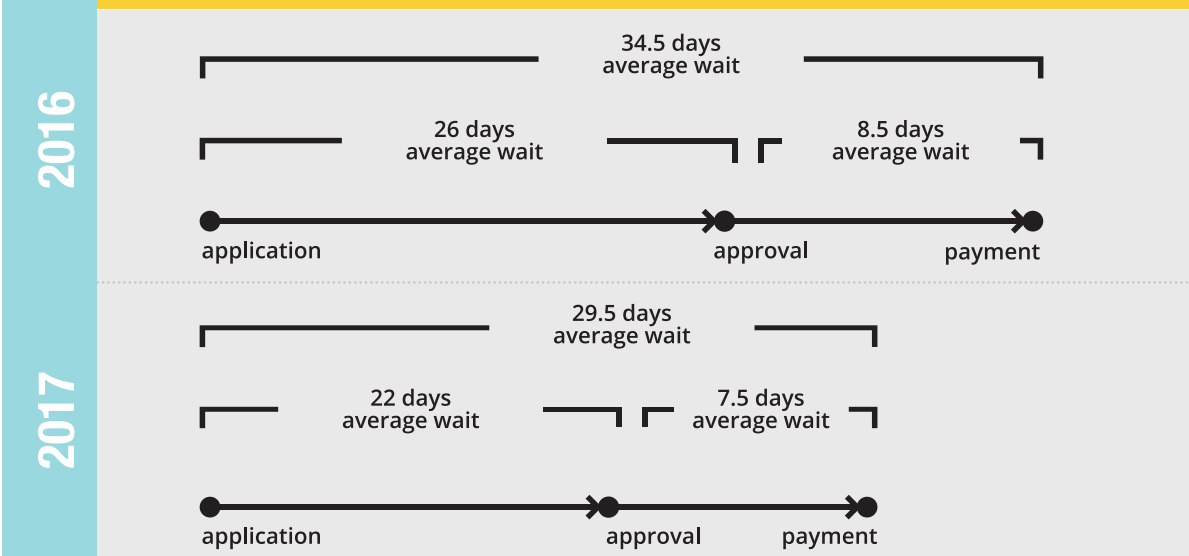 2016
34.5 days
average wait
26 days
average wait
8.5 days
average wait
application
approval
payment
2017
29.5 days
average wait
22 days
average wait
7.5 days
average wait
application
approval
payment